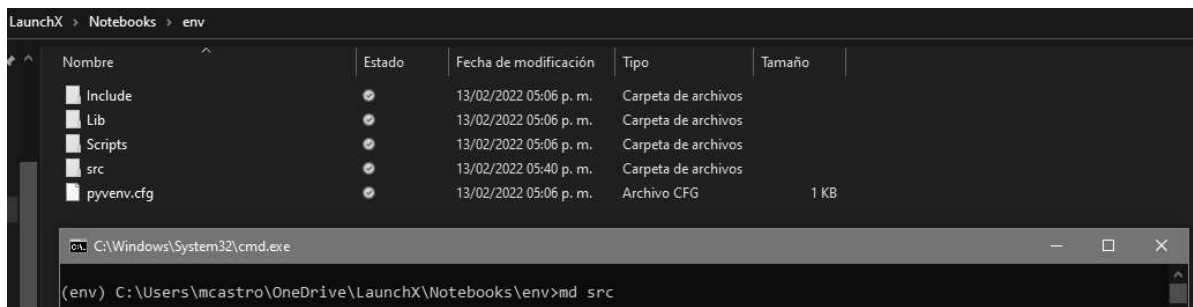 LaunchX > Notebooks > env
Nombre Estado Fecha de modificación Tipo Tamaño
Include 13/02/2022 05:06 p. m. Carpeta de archivos
Lib 13/02/2022 05:06 p. m. Carpeta de archivos
Scripts 13/02/2022 05:06 p. m. Carpeta de archivos
src 13/02/2022 05:40 p. m. Carpeta de archivos
pyvenv.cfg 13/02/2022 05:06 p. m. Archivo CFG 1 KB
C:\Windows\System32\cmd.exe
(env) C:\Users\mcastro\OneDrive\LaunchX\Notebooks\env>md src